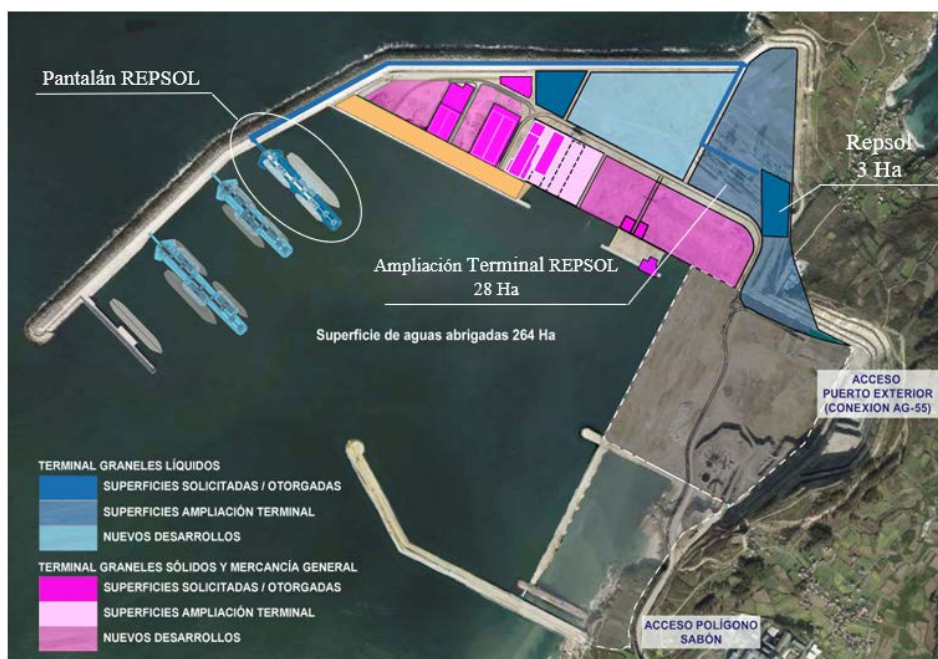 Pantalán REPSOL
Repsol
3 Ha
Ampliación Terminal REPSOL
28 Ha
Superficie de aguas abrigadas 264 Ha
ACCESO
PUERTO EXTERIOR
(CONEXION AG-55)
TERMINAL GRANELES LÍQUIDOS
SUPERFICIES SOLICITADAS / OTORGADAS
SUPERFICIES AMPLIACIÓN TERMINAL
NUEVOS DESARROLLOS
TERMINAL GRANELES SÓLIDOS Y MERCANCÍA GENERAL
SUPERFICIES SOLICITADAS / OTORGADAS
SUPERFICIES AMPLIACIÓN TERMINAL
NUEVOS DESARROLLOS
ACCESO POLÍGONO
SABÓN